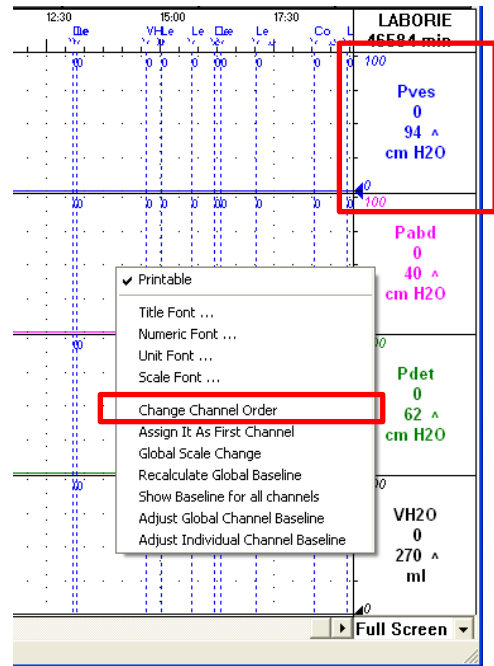 12:30 15:00 17:30 LABORIE
VHLe Le Le Co L
46584 min
100
Pves
0
94 ^
cm H2O
0
100
Pabd
0
40 ^
cm H2O
✓ Printable
Title Font ...
Numeric Font ...
Unit Font ...
Scale Font ...
Change Channel Order
Assign It As First Channel
Global Scale Change
Recalculate Global Baseline
Show Baseline for all channels
Adjust Global Channel Baseline
Adjust Individual Channel Baseline
Pdet
0
62 ^
cm H2O
VH2O
0
270 ^
ml
0
Full Screen